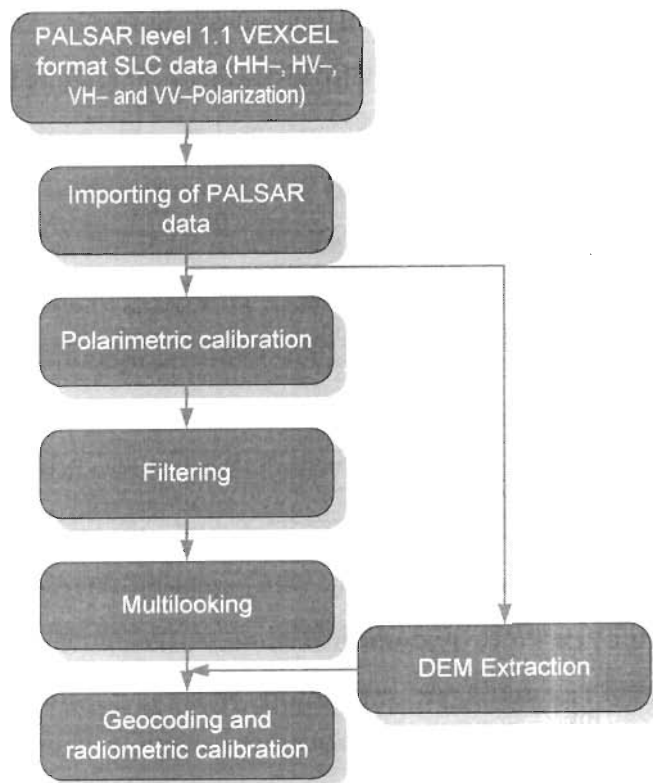 PALSAR level 1.1 VEXCEL
format SLC data (HH–, HV–,
VH– and VV–Polarization)
Importing of PALSAR
data
Polarimetric calibration
Filtering
Multilooking
DEM Extraction
Geocoding and
radiometric calibration